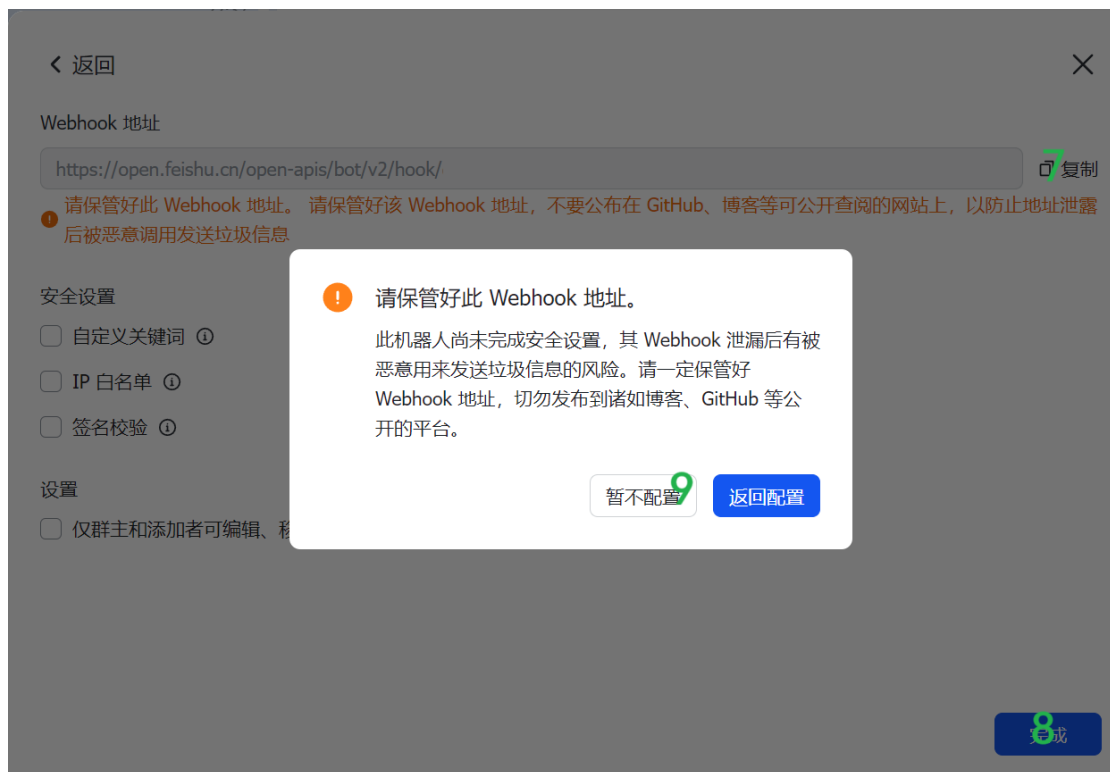 返回
Webhook 地址
https://open.feishu.cn/open-apis/bot/v2/hook/
7
复制
请保管好此 Webhook 地址。 请保管好该 Webhook 地址，不要公布在 GitHub、博客等可公开查阅的网站上，以防止地址泄露
后被恶意调用发送垃圾信息
安全设置
自定义关键词
IP 白名单
签名校验
设置
仅群主和添加者可编辑、
请保管好此 Webhook 地址。
此机器人尚未完成安全设置，其 Webhook 泄漏后有被
恶意用来发送垃圾信息的风险。请一定保管好
Webhook 地址，切勿发布到诸如博客、GitHub 等公
开的平台。
暂不配置
9
返回配置
8
完成